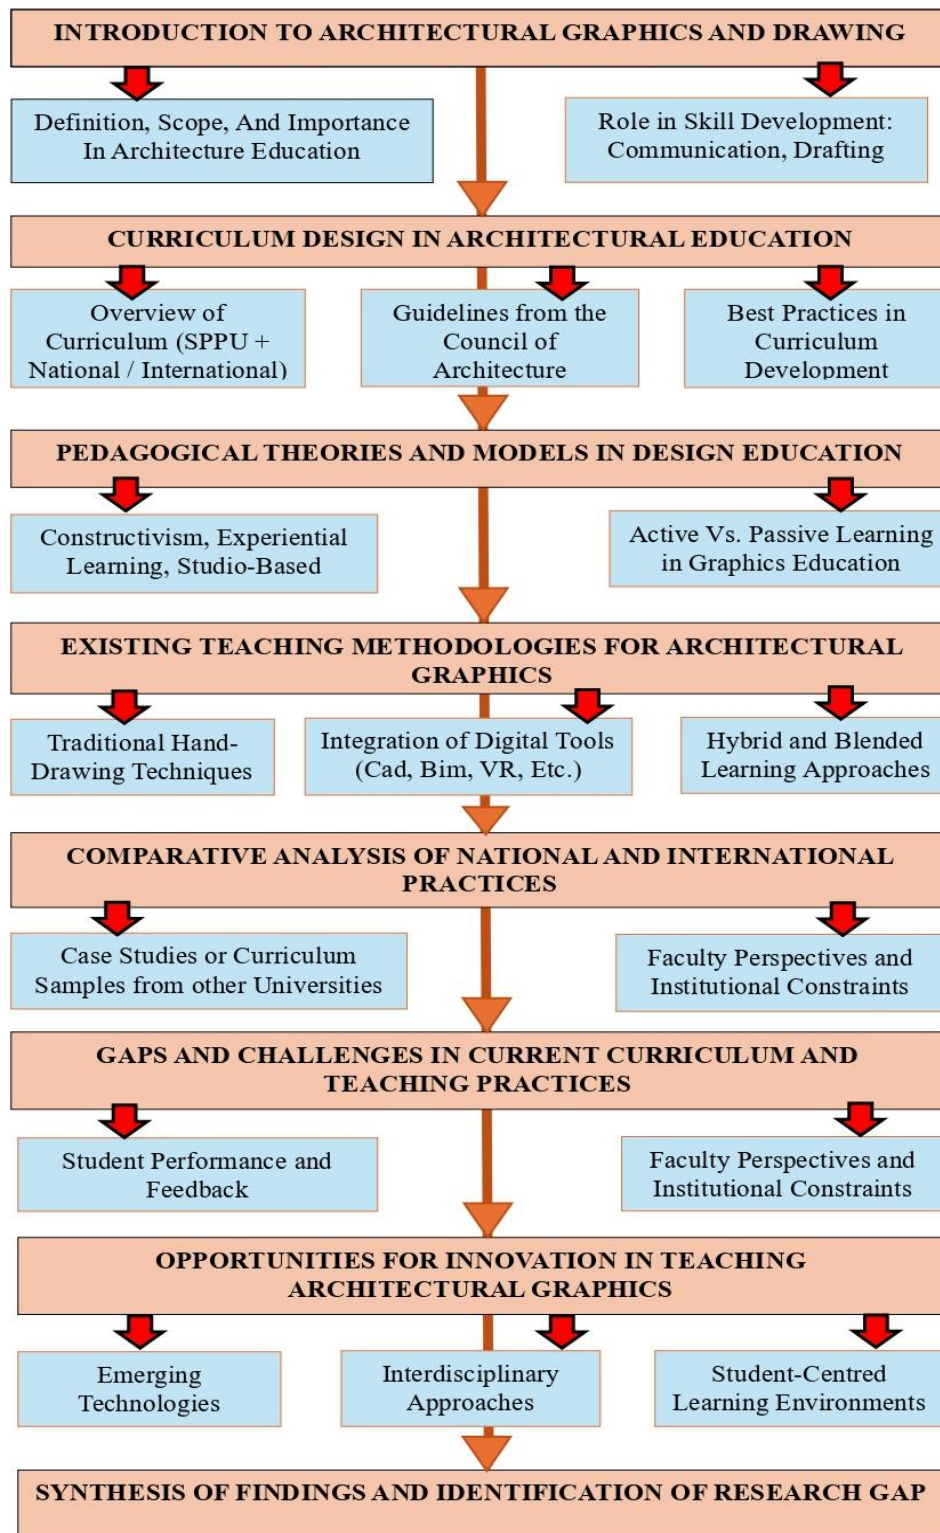 INTRODUCTION TO ARCHITECTURAL GRAPHICS AND DRAWING
Definition, Scope, And Importance
In Architecture Education
Role in Skill Development:
Communication, Drafting
CURRICULUM DESIGN IN ARCHITECTURAL EDUCATION
Overview of
Curriculum (SPPU +
National / International)
Guidelines from the
Council of
Architecture
Best Practices in
Curriculum
Development
PEDAGOGICAL THEORIES AND MODELS IN DESIGN EDUCATION
Constructivism, Experiential
Learning, Studio-Based
Active Vs. Passive Learning
in Graphics Education
EXISTING TEACHING METHODOLOGIES FOR ARCHITECTURAL
GRAPHICS
Traditional Hand-
Drawing Techniques
Integration of Digital Tools
(Cad, Bim, VR, Etc.)
Hybrid and Blended
Learning Approaches
COMPARATIVE ANALYSIS OF NATIONAL AND INTERNATIONAL
PRACTICES
Case Studies or Curriculum
Samples from other Universities
Faculty Perspectives and
Institutional Constraints
GAPS AND CHALLENGES IN CURRENT CURRICULUM AND
TEACHING PRACTICES
Student Performance and
Feedback
Faculty Perspectives and
Institutional Constraints
OPPORTUNITIES FOR INNOVATION IN TEACHING
ARCHITECTURAL GRAPHICS
Emerging
Technologies
Interdisciplinary
Approaches
Student-Centred
Learning Environments
SYNTHESIS OF FINDINGS AND IDENTIFICATION OF RESEARCH GAP